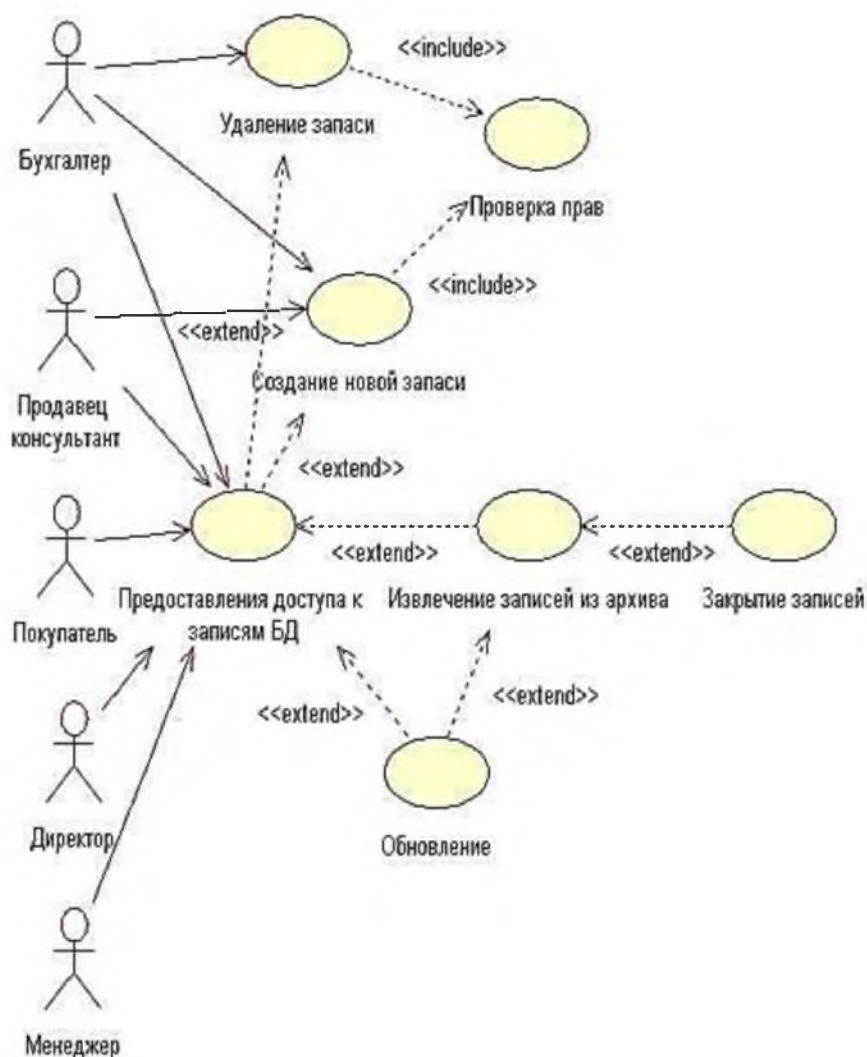 <<include>>
Удаление запаси
Бухгалтер
Проверка прав
<<include>>
<<extend>>
Создание новой запаси
Продавец
консультант
<<extend>>
<<extend>>
<<extend>>
Предоставления доступа к
записям БД
Извлечение записей из архива
Закрытие записей
Покупатель
<<extend>>
<<extend>>
Директор
Обновление
Менеджер